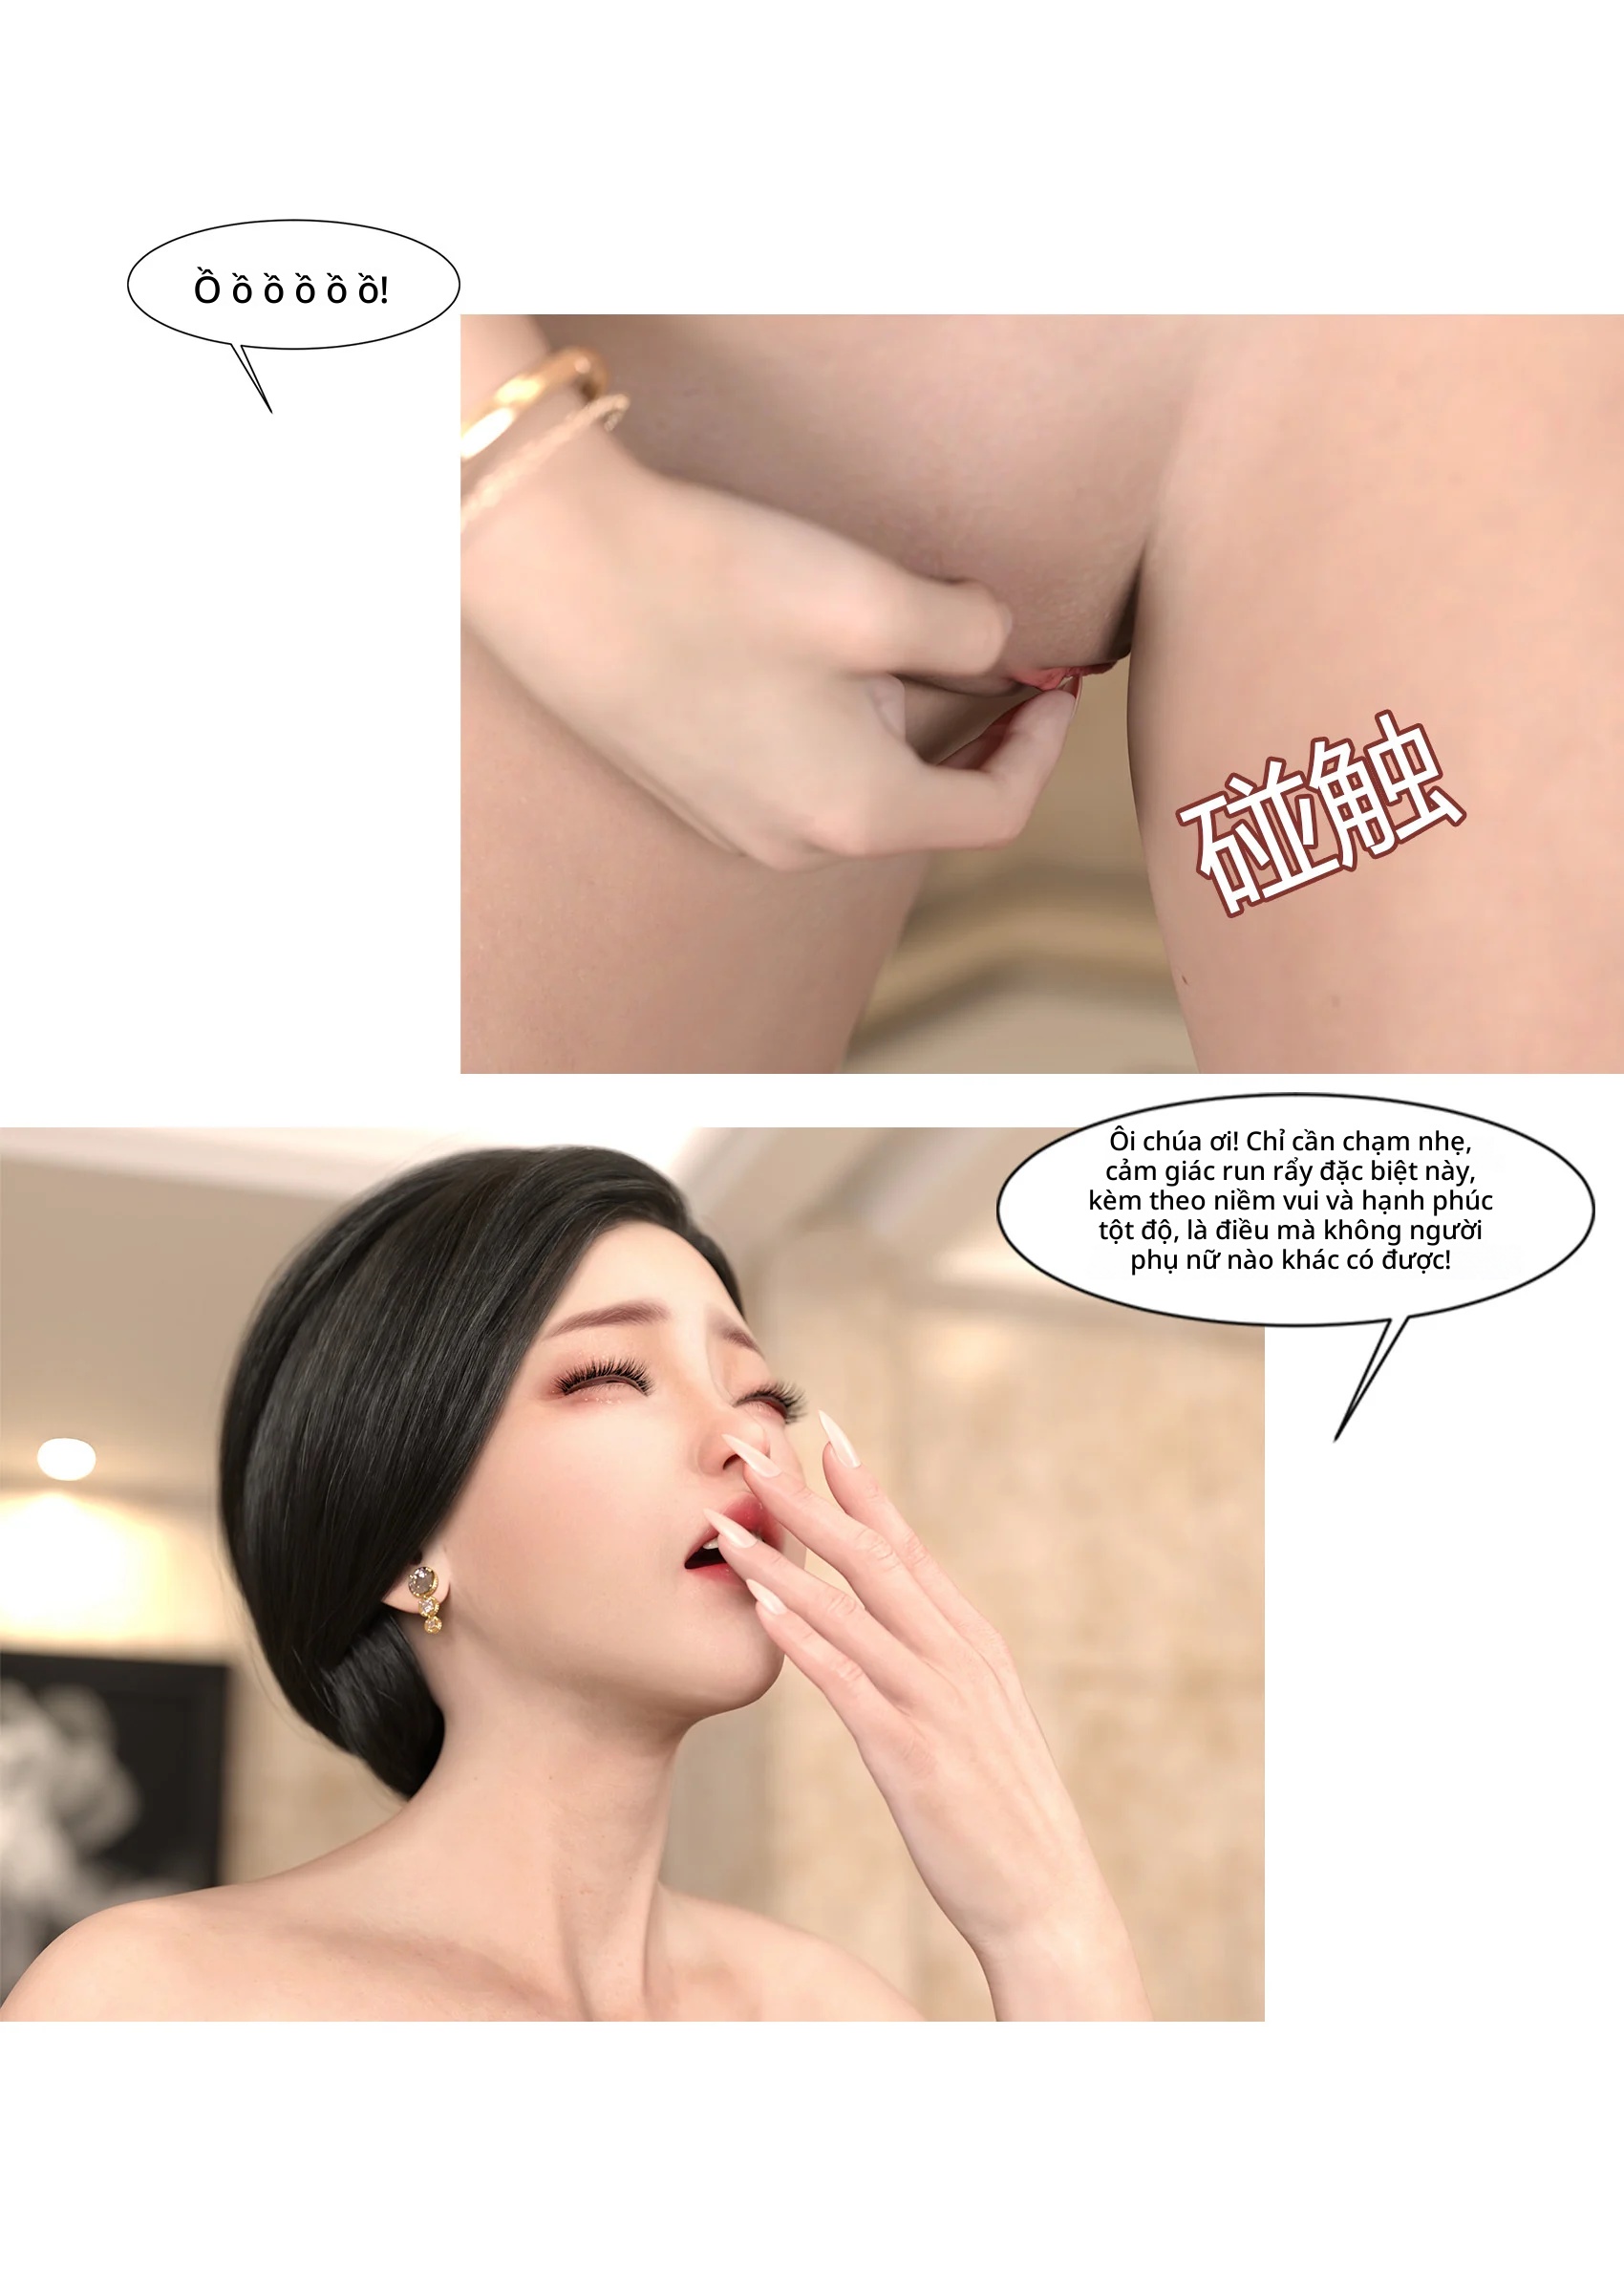 Ồ ồ ồ ồ ồ ồ!
碰触
Ôi chúa ơi! Chỉ cần chạm nhẹ,
cảm giác run rẩy đặc biệt này,
kèm theo niềm vui và hạnh phúc
tột độ, là điều mà không người
phụ nữ nào khác có được!